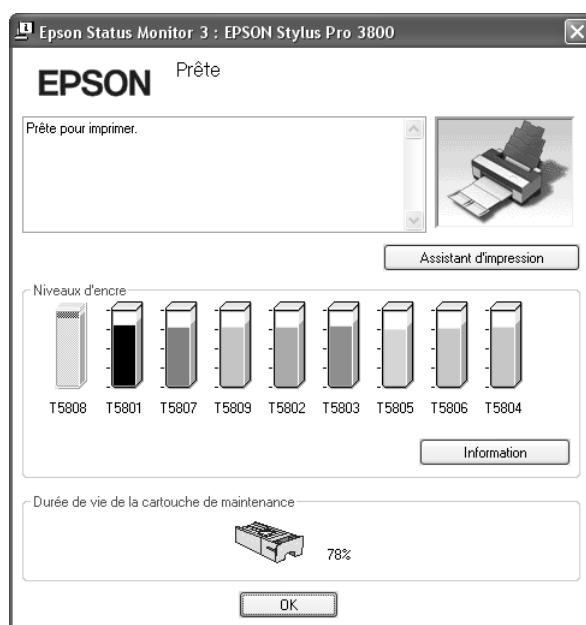 Epson Status Monitor 3 : EPSON Stylus Pro 3800
EPSON
Prête
Prête pour imprimer.
Assistant d'impression
Niveaux d'encre
T5808 T5801 T5807 T5809 T5802 T5803 T5805 T5806 T5804
Information
Durée de vie de la cartouche de maintenance
78%
OK